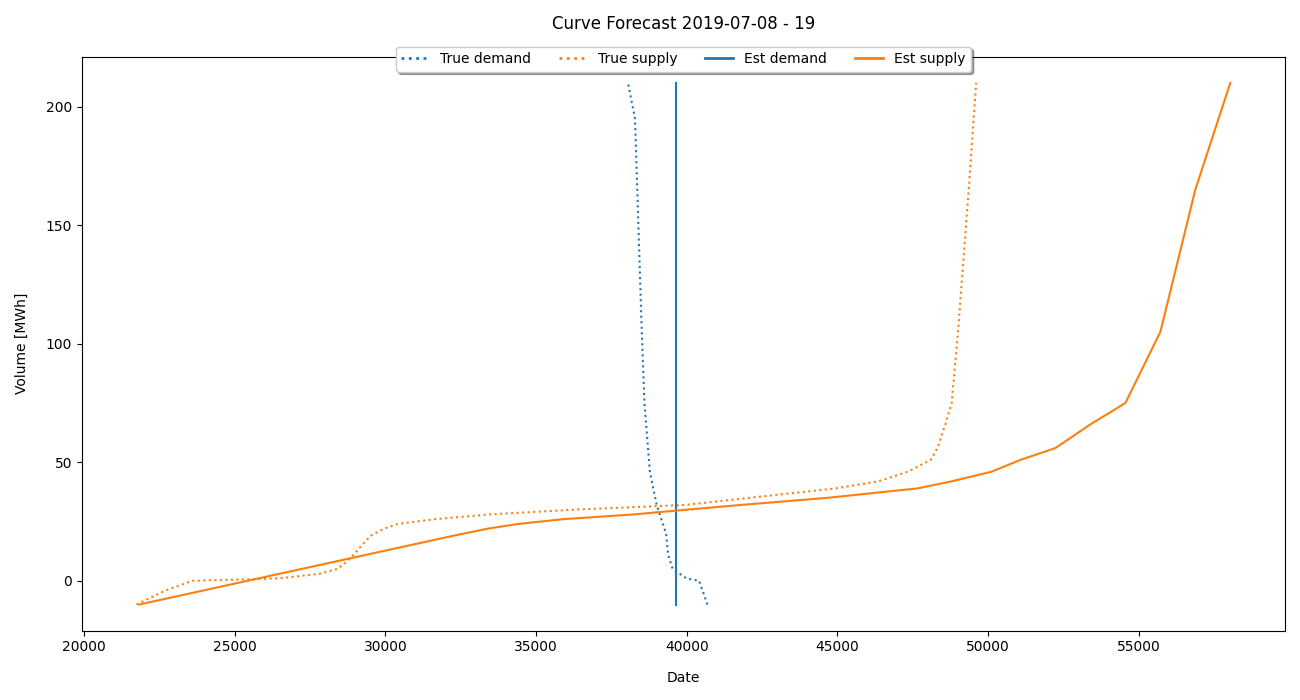 Curve Forecast 2019-07-08 - 19
True demand True supply Est demand Est supply
Volume [MWh]
200
150
100
50
0
20000 25000 30000 35000 40000 45000 50000 55000
Date